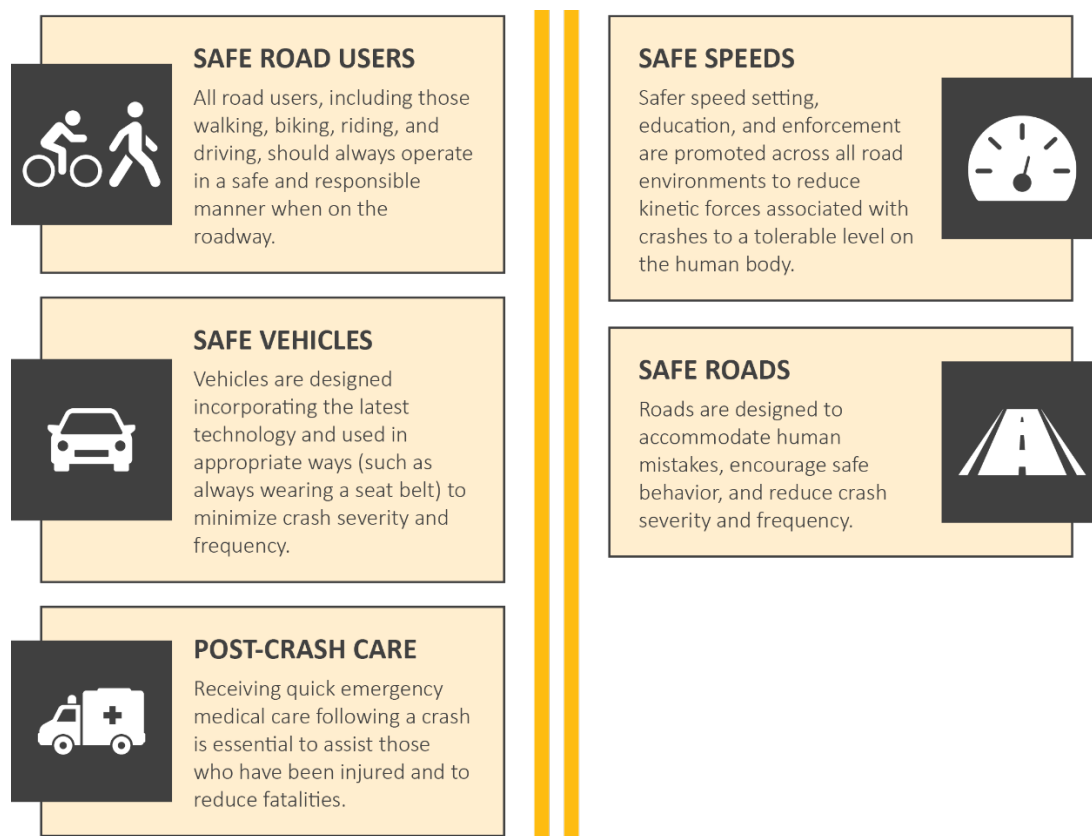 SAFE ROAD USERS
All road users, including those
walking, biking, riding, and
driving, should always operate
in a safe and responsible
manner when on the
roadway.
SAFE VEHICLES
Vehicles are designed
incorporating the latest
technology and used in
appropriate ways (such as
always wearing a seat belt) to
minimize crash severity and
frequency.
POST-CRASH CARE
Receiving quick emergency
medical care following a crash
is essential to assist those
who have been injured and to
reduce fatalities.
SAFE SPEEDS
Safer speed setting,
education, and enforcement
are promoted across all road
environments to reduce
kinetic forces associated with
crashes to a tolerable level on
the human body.
SAFE ROADS
Roads are designed to
accommodate human
mistakes, encourage safe
behavior, and reduce crash
severity and frequency.